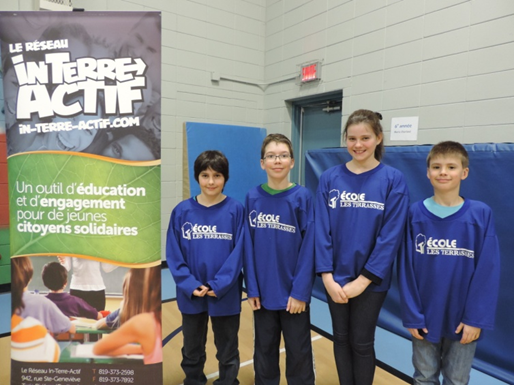 LE RÉSEAU
iNTeRRE→
ACTiF
iN-TERRE-ACTiF.COM
Un outil d'éducation
et d'engagement
pour de jeunes
citoyens solidaires
Le Réseau In-Terre-Actif
942, rue Ste-Geneviève
T 819-373-2598
F 819-373-7892
ÉCOLE
LES TERRASSES
ÉCOLE
LES TERRASSES
ÉCOLE
LES TERRASSES
ÉCOLE
LES TERRASSES